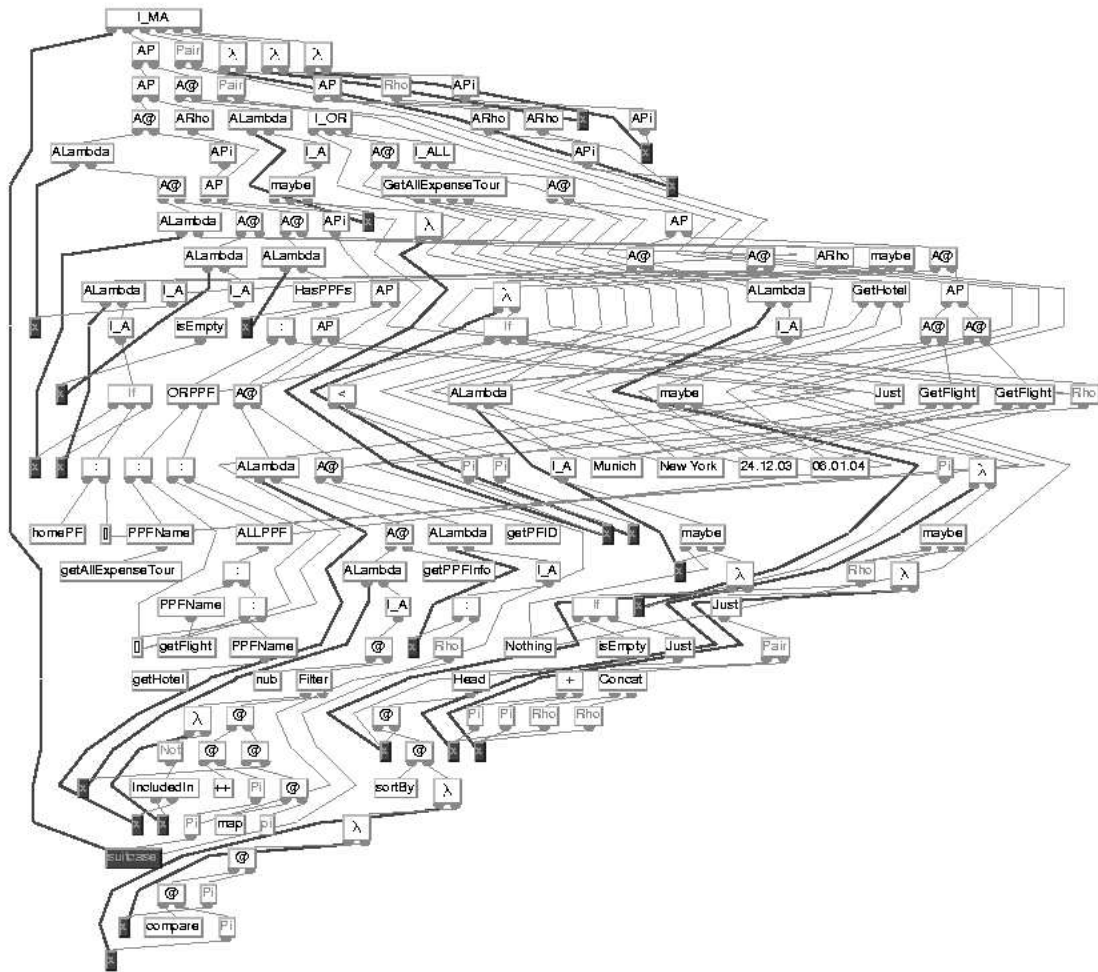 I_MA
AP Pair λ λ λ
AP A@ Pair AP Rho APi
A@ ARho ALambda I_OR ARho ARho x APi
ALambda APi I_A A@ I_ALL APi x
A@ AP maybe GetAllExpenseTour A@ x
ALambda A@ A@ APi x λ AP
ALambda ALambda A@ A@ ARho maybe A@
ALambda I_A I_A HasPPFs AP λ ALambda GetHotel AP
x I_A isEmpty x : AP If I_A A@ A@
x If ORPPF A@ < ALambda maybe Just GetFlight GetFlight Rho
x x : : : ALambda A@ Pi Pi I_A Munich New York 24.12.03 06.01.04 Pi λ
homePF [] PPFName ALLPPF A@ ALambda getPFID x x maybe maybe
getAllExpenseTour : ALambda getPPFInfo I_A x λ Rho λ
PPFName : I_A : If x Just
[] getFlight PPFName @ x Rho Nothing isEmpty Just Pair
getHotel nub Filter Head + Concat
λ @ @ Pi Pi Rho Rho
Not @ @ x @ x x
x IncludedIn ++ Pi @ sortBy λ
x x Pi map pi λ
suitcase @
@ Pi
x compare Pi
x